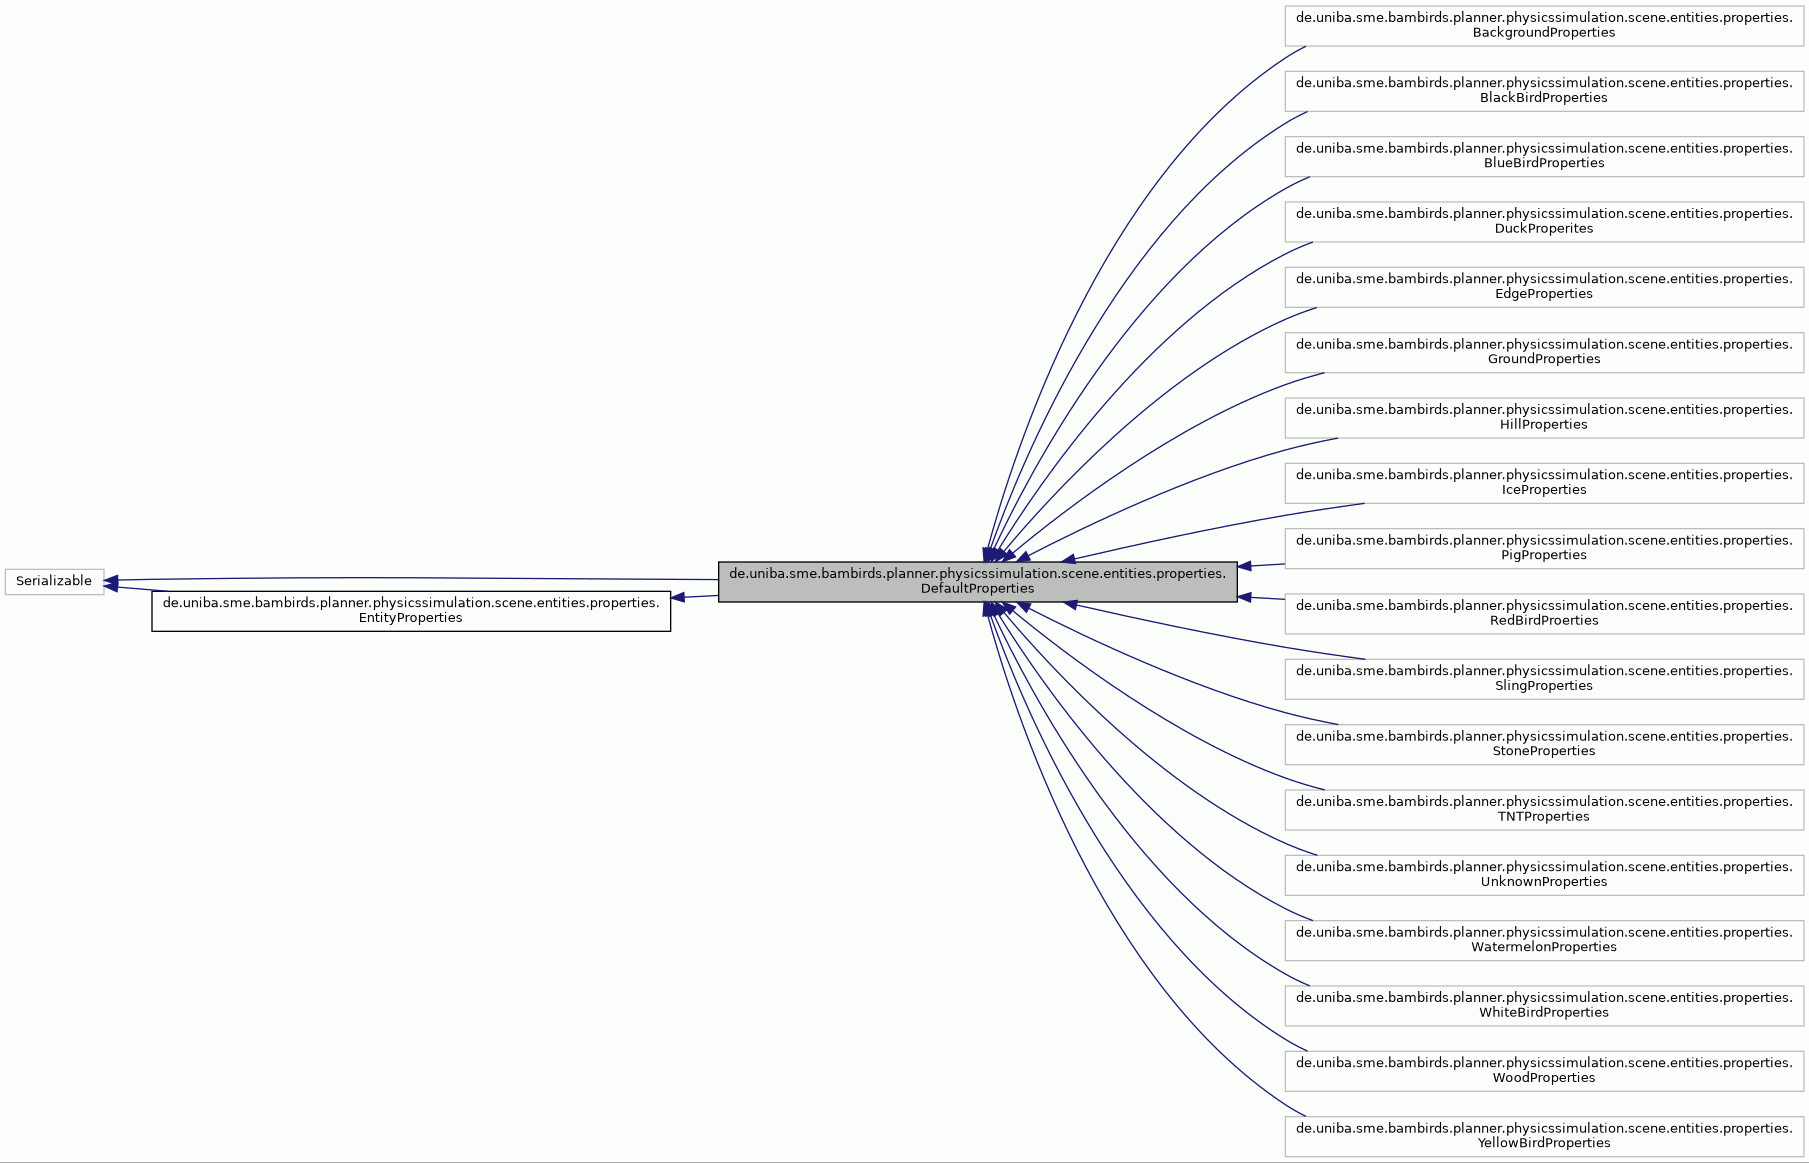 de.uniba.sme.bambirds.planner.physicssimulation.scene.entities.properties.
BackgroundProperties
de.uniba.sme.bambirds.planner.physicssimulation.scene.entities.properties.
BlackBirdProperties
de.uniba.sme.bambirds.planner.physicssimulation.scene.entities.properties.
BlueBirdProperties
de.uniba.sme.bambirds.planner.physicssimulation.scene.entities.properties.
DuckProperites
de.uniba.sme.bambirds.planner.physicssimulation.scene.entities.properties.
EdgeProperties
de.uniba.sme.bambirds.planner.physicssimulation.scene.entities.properties.
GroundProperties
de.uniba.sme.bambirds.planner.physicssimulation.scene.entities.properties.
HillProperties
de.uniba.sme.bambirds.planner.physicssimulation.scene.entities.properties.
IceProperties
de.uniba.sme.bambirds.planner.physicssimulation.scene.entities.properties.
PigProperties
Serializable
de.uniba.sme.bambirds.planner.physicssimulation.scene.entities.properties.
EntityProperties
de.uniba.sme.bambirds.planner.physicssimulation.scene.entities.properties.
DefaultProperties
de.uniba.sme.bambirds.planner.physicssimulation.scene.entities.properties.
RedBirdProerties
de.uniba.sme.bambirds.planner.physicssimulation.scene.entities.properties.
SlingProperties
de.uniba.sme.bambirds.planner.physicssimulation.scene.entities.properties.
StoneProperties
de.uniba.sme.bambirds.planner.physicssimulation.scene.entities.properties.
TNTProperties
de.uniba.sme.bambirds.planner.physicssimulation.scene.entities.properties.
UnknownProperties
de.uniba.sme.bambirds.planner.physicssimulation.scene.entities.properties.
WatermelonProperties
de.uniba.sme.bambirds.planner.physicssimulation.scene.entities.properties.
WhiteBirdProperties
de.uniba.sme.bambirds.planner.physicssimulation.scene.entities.properties.
WoodProperties
de.uniba.sme.bambirds.planner.physicssimulation.scene.entities.properties.
YellowBirdProperties